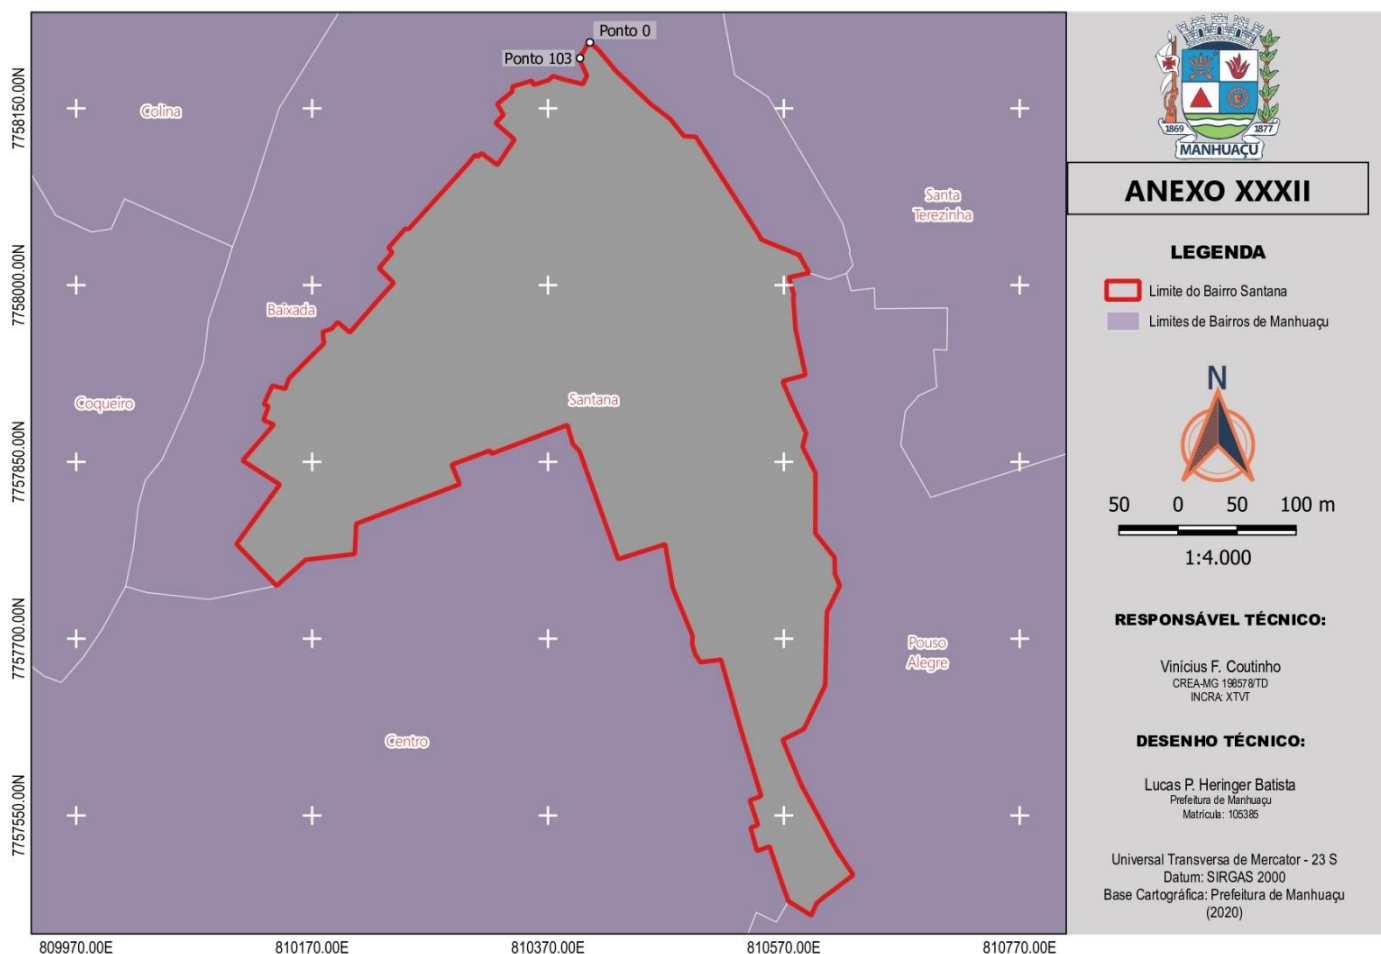 Ponto 0
Ponto 103
7758150.00N
Colina
Santa
Terezinha
7758000.00N
Baixada
Coqueiro
Santana
7757850.00N
7757700.00N
Pouso
Alegre
Centro
7757550.00N
809970.00E
810170.00E
810370.00E
810570.00E
810770.00E
1869
1877
MANHUAÇU
ANEXO XXXII
LEGENDA
Limite do Bairro Santana
Limites de Bairros de Manhuaçu
N
50 0 50 100 m
1:4.000
RESPONSÁVEL TÉCNICO:
Vinícius F. Coutinho
CREA-MG 198578/TD
INCRA: XTVT
DESENHO TÉCNICO:
Lucas P. Heringer Batista
Prefeitura de Manhuaçu
Matrícula: 105385
Universal Transversa de Mercator - 23 S
Datum: SIRGAS 2000
Base Cartográfica: Prefeitura de Manhuaçu
(2020)